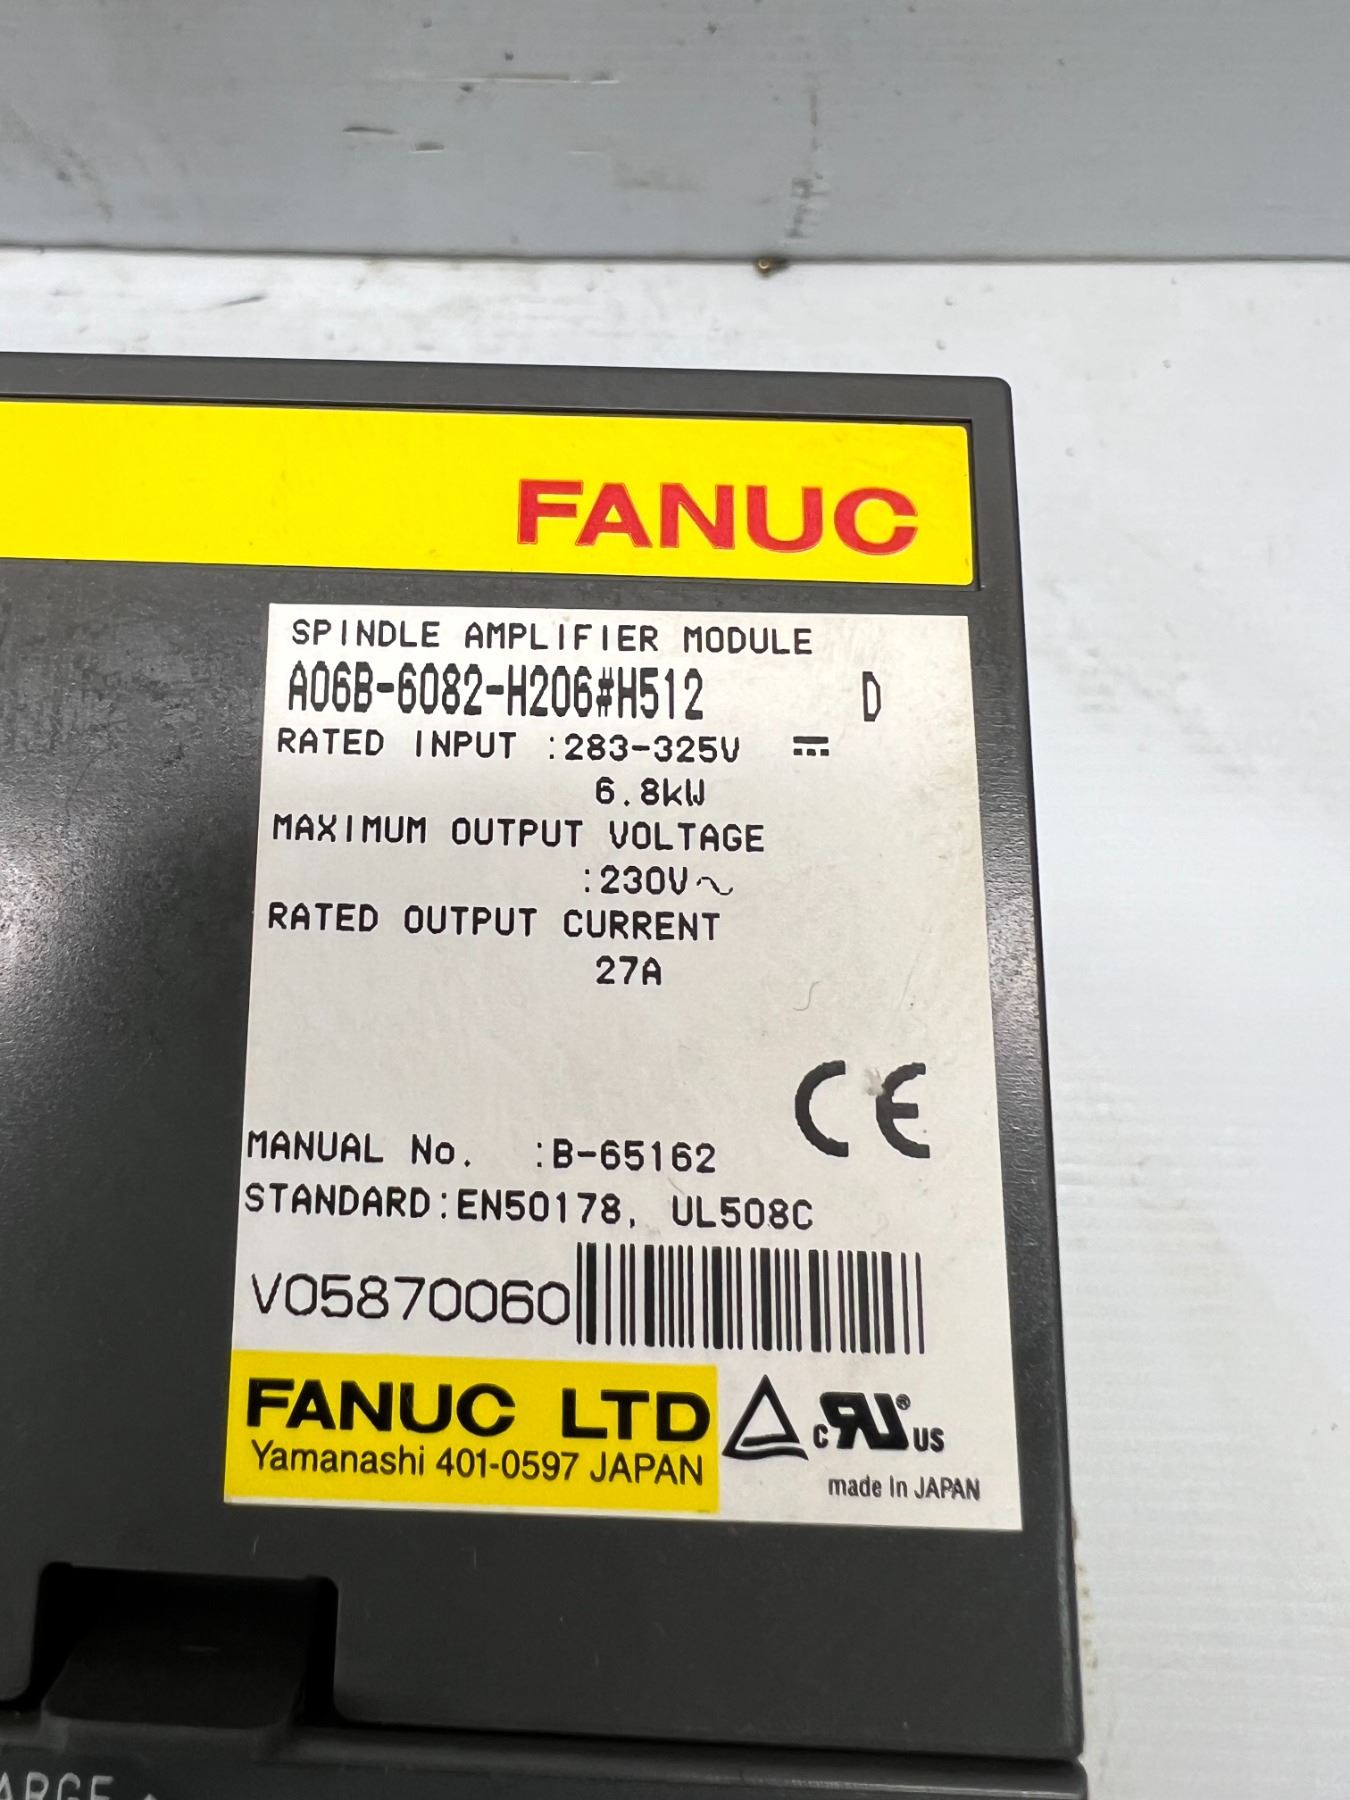 FANUC
SPINDLE AMPLIFIER MODULE
A06B-6082-H206#H512 D
RATED INPUT :283-325V ⎓
6.8kW
MAXIMUM OUTPUT VOLTAGE
:230V~
RATED OUTPUT CURRENT
27A
CE
MANUAL No. :B-65162
STANDARD:EN50178, UL508C
V05870060
FANUC LTD
Yamanashi 401-0597 JAPAN
c RU® US
made in JAPAN